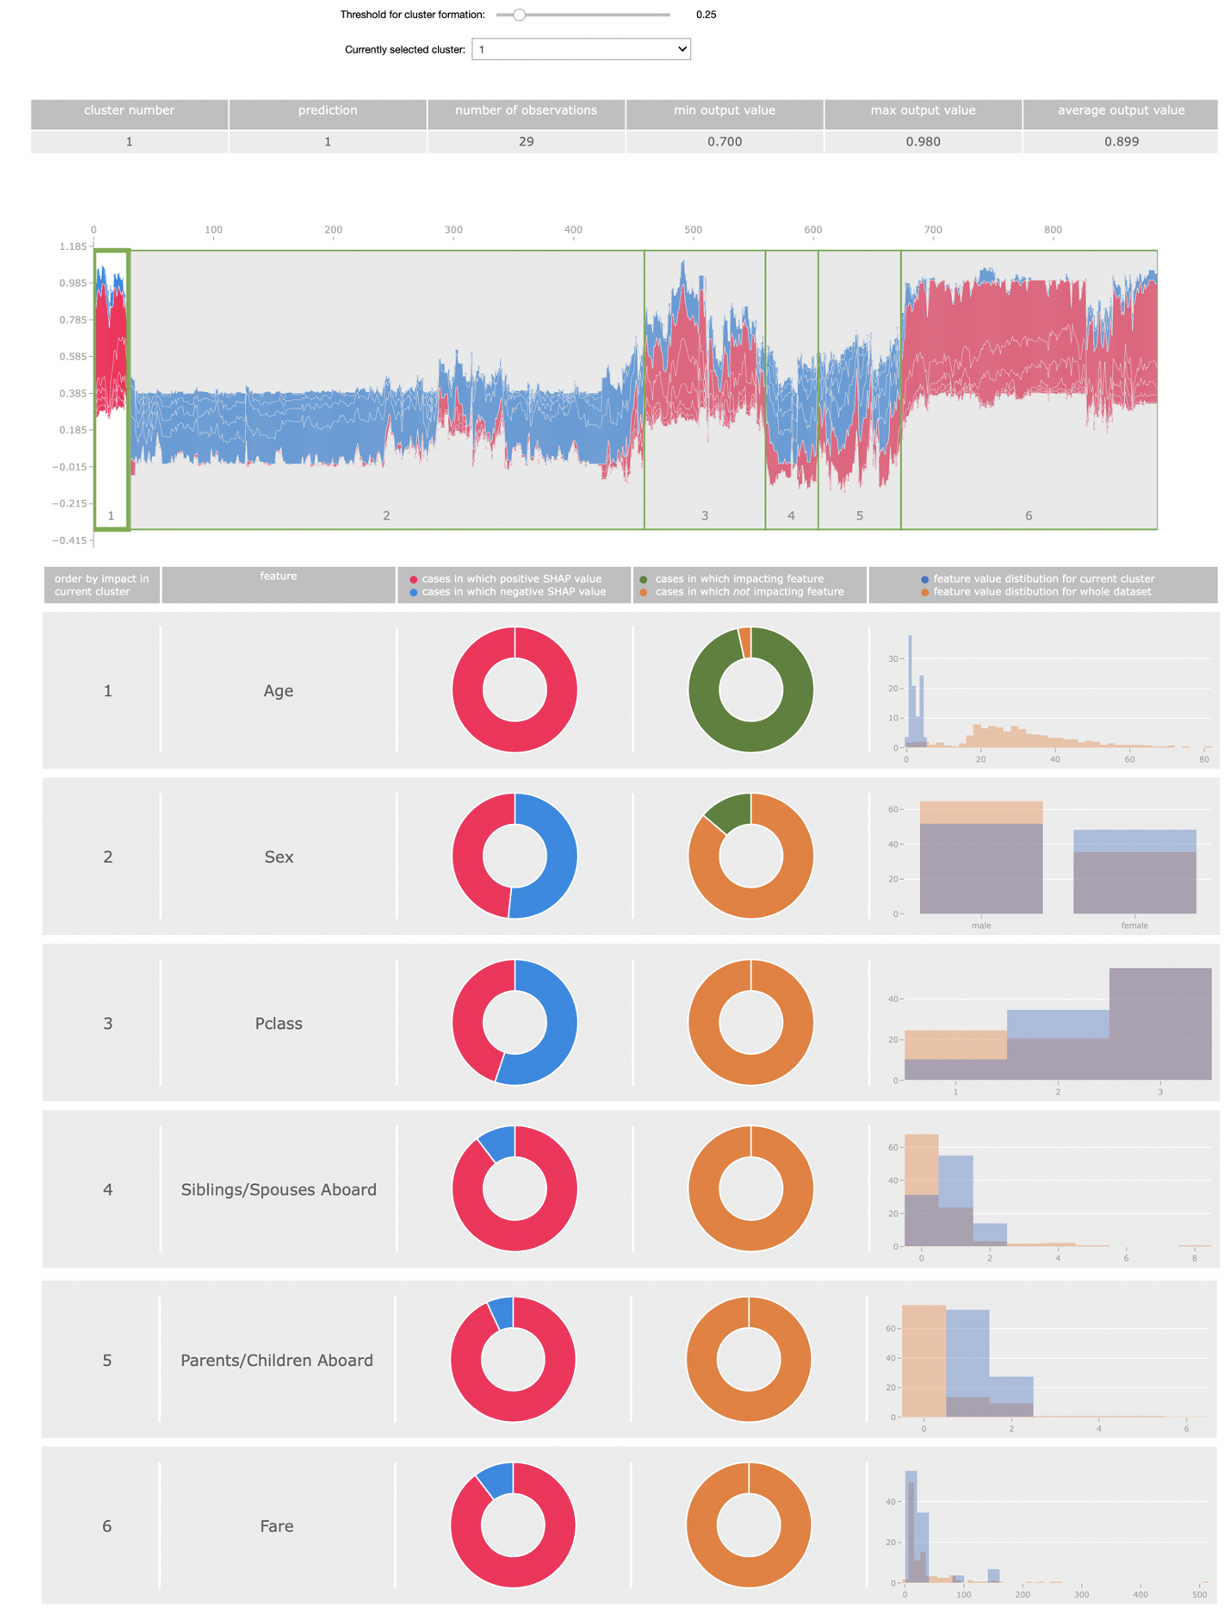 Threshold for cluster formation: 0.25
Currently selected cluster: 1
cluster number prediction number of observations min output value max output value average output value
1 1 29 0.700 0.980 0.899
0 100 200 300 400 500 600 700 800
1.185
0.985
0.785
0.585
0.385
0.185
−0.015
−0.215
−0.415
1 2 3 4 5 6
order by impact in
current cluster
feature
cases in which positive SHAP value
cases in which negative SHAP value
cases in which impacting feature
cases in which not impacting feature
feature value distibution for current cluster
feature value distibution for whole dataset
1 Age
30
20
10
0
0 20 40 60 80
2 Sex
60
40
20
0
male female
3 Pclass
40
20
0
1 2 3
4 Siblings/Spouses Aboard
60
40
20
0
0 2 4 6 8
5 Parents/Children Aboard
60
40
20
0
0 2 4 6
6 Fare
40
20
0
0 100 200 300 400 500